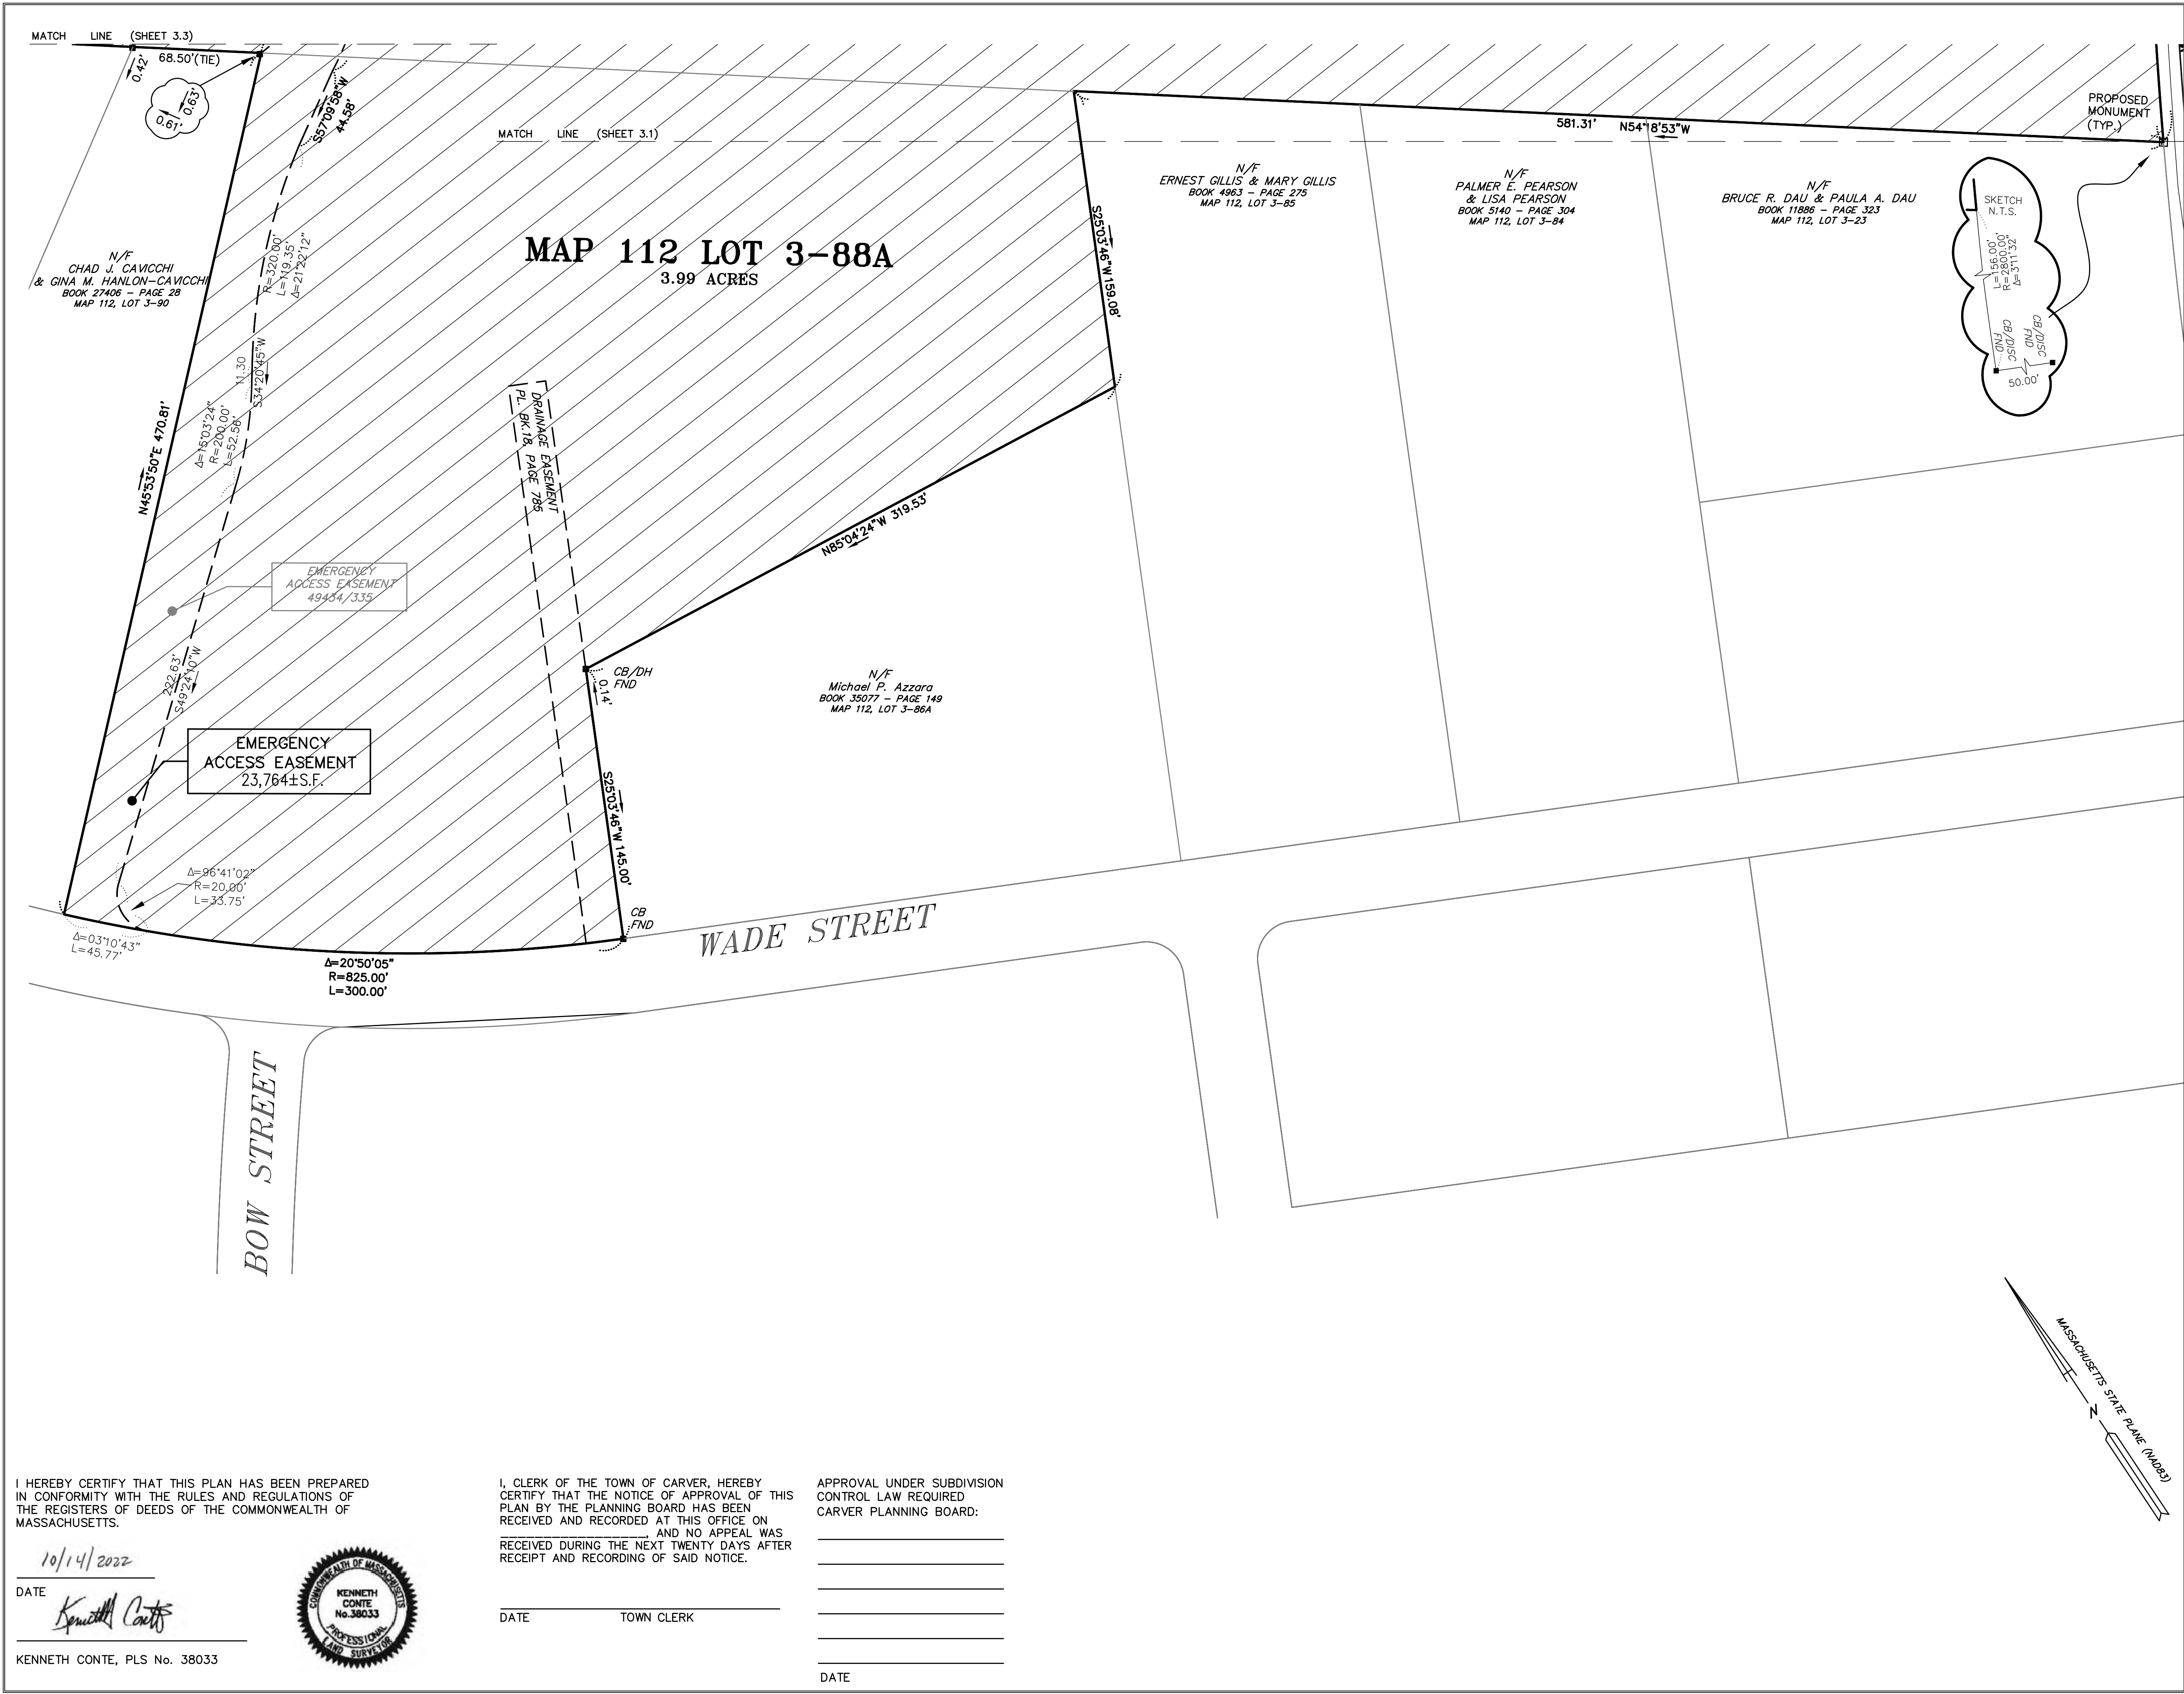 MATCH LINE (SHEET 3.3)
68.50'(TIE)
0.42'
0.63'
0.61'
S57°09'58"W
44.58'
MATCH LINE (SHEET 3.1)
581.31' N54°18'53"W
PROPOSED
MONUMENT
(TYP.)
N/F
CHAD J. CAVICCHI
& GINA M. HANLON-CAVICCHI
BOOK 27406 - PAGE 28
MAP 112, LOT 3-90
R=320.00'
L=119.35'
Δ=21°22'12"
MAP 112 LOT 3-88A
3.99 ACRES
S25°03'46"W 159.08'
N/F
ERNEST GILLIS & MARY GILLIS
BOOK 4963 - PAGE 275
MAP 112, LOT 3-85
N/F
PALMER E. PEARSON
& LISA PEARSON
BOOK 5140 - PAGE 304
MAP 112, LOT 3-84
N/F
BRUCE R. DAU & PAULA A. DAU
BOOK 11886 - PAGE 323
MAP 112, LOT 3-23
SKETCH
N.T.S.
L=156.00'
R=2800.00'
Δ=3°11'32"
CB/DISC
FND
CB/DISC
FND
50.00'
11.30
S34°20'45"W
Δ=15°03'24"
R=200.00'
L=52.56'
N45°53'50"E 470.81'
DRAINAGE EASEMENT
PL. BK.18, PAGE 785
N85°04'24"W 319.53'
EMERGENCY
ACCESS EASEMENT
49434/335
222.63'
S49°24'10"W
CB/DH
FND
0.14'
N/F
Michael P. Azzara
BOOK 35077 - PAGE 149
MAP 112, LOT 3-86A
EMERGENCY
ACCESS EASEMENT
23,764±S.F.
S25°03'46"W 145.00'
Δ=96°41'02"
R=20.00'
L=33.75'
CB
FND
Δ=03°10'43"
L=45.77'
Δ=20°50'05"
R=825.00'
L=300.00'
WADE STREET
BOW STREET
MASSACHUSETTS STATE PLANE (NAD83)
N
I HEREBY CERTIFY THAT THIS PLAN HAS BEEN PREPARED
IN CONFORMITY WITH THE RULES AND REGULATIONS OF
THE REGISTERS OF DEEDS OF THE COMMONWEALTH OF
MASSACHUSETTS.
10/14/2022
DATE
Kenneth Conte
KENNETH CONTE, PLS No. 38033
COMMONWEALTH OF MASSACHUSETTS
KENNETH
CONTE
No.38033
PROFESSIONAL
LAND SURVEYOR
I, CLERK OF THE TOWN OF CARVER, HEREBY
CERTIFY THAT THE NOTICE OF APPROVAL OF THIS
PLAN BY THE PLANNING BOARD HAS BEEN
RECEIVED AND RECORDED AT THIS OFFICE ON
__________________, AND NO APPEAL WAS
RECEIVED DURING THE NEXT TWENTY DAYS AFTER
RECEIPT AND RECORDING OF SAID NOTICE.
DATE TOWN CLERK
APPROVAL UNDER SUBDIVISION
CONTROL LAW REQUIRED
CARVER PLANNING BOARD:
DATE